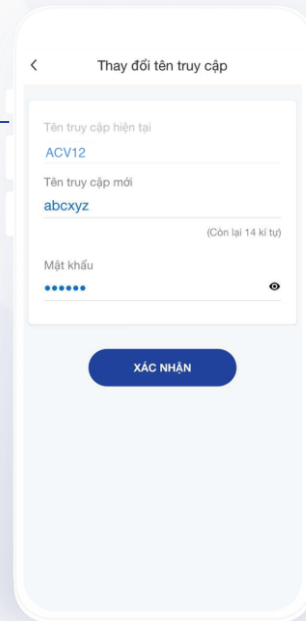 Thay đổi tên truy cập
Tên truy cập hiện tại
ACV12
Tên truy cập mới
abcxyz
(Còn lại 14 kí tự)
Mật khẩu
••••••
XÁC NHẬN